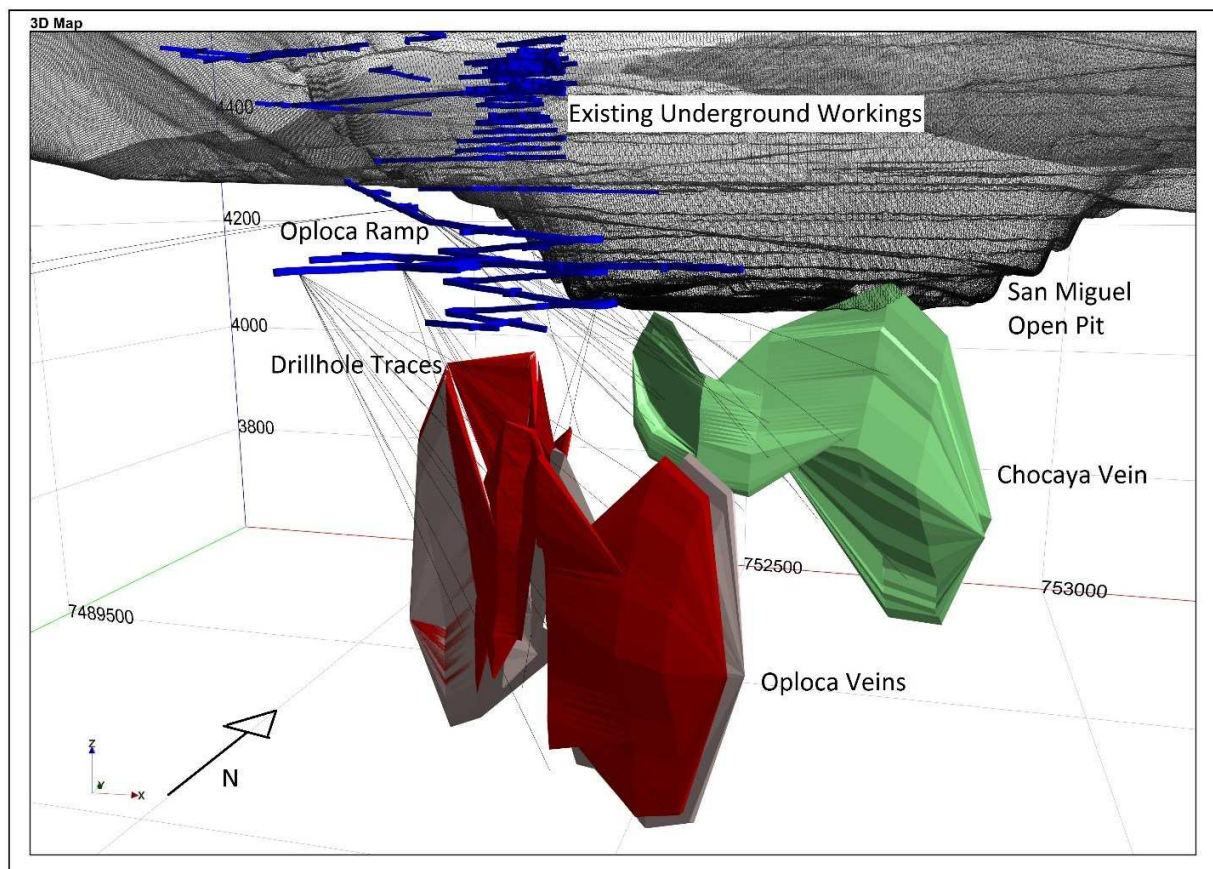 3D Map
4400
Existing Underground Workings
4200
Oploca Ramp
4000
San Miguel
Open Pit
Drillhole Traces
3800
Chocaya Vein
752500
753000
7489500
Oploca Veins
Z
Y
X
N